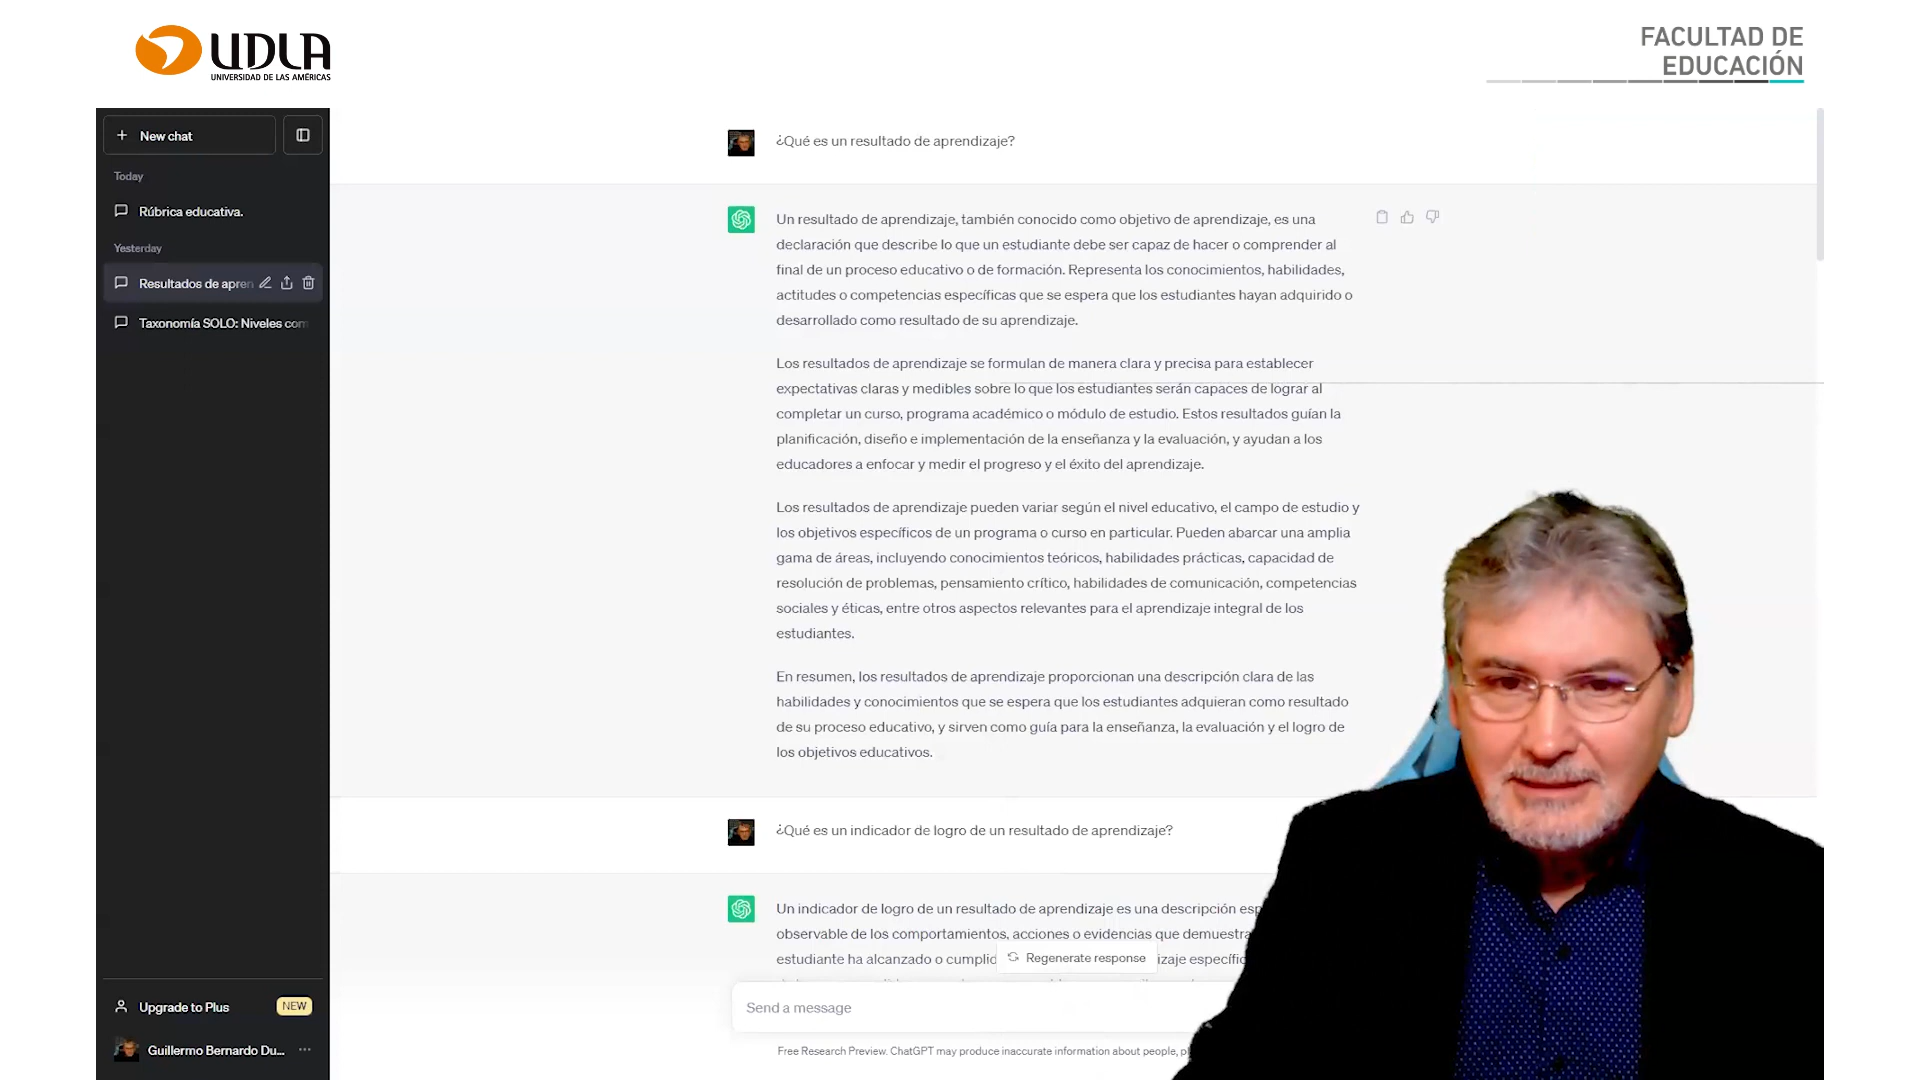 UDLA
UNIVERSIDAD DE LAS AMÉRICAS
FACULTAD DE
EDUCACIÓN
New chat
Today
Rúbrica educativa.
Yesterday
Resultados de apren
Taxonomía SOLO: Niveles com
Upgrade to Plus
NEW
Guillermo Bernardo Du...
¿Qué es un resultado de aprendizaje?
Un resultado de aprendizaje, también conocido como objetivo de aprendizaje, es una
declaración que describe lo que un estudiante debe ser capaz de hacer o comprender al
final de un proceso educativo o de formación. Representa los conocimientos, habilidades,
actitudes o competencias específicas que se espera que los estudiantes hayan adquirido o
desarrollado como resultado de su aprendizaje.
Los resultados de aprendizaje se formulan de manera clara y precisa para establecer
expectativas claras y medibles sobre lo que los estudiantes serán capaces de lograr al
completar un curso, programa académico o módulo de estudio. Estos resultados guían la
planificación, diseño e implementación de la enseñanza y la evaluación, y ayudan a los
educadores a enfocar y medir el progreso y el éxito del aprendizaje.
Los resultados de aprendizaje pueden variar según el nivel educativo, el campo de estudio y
los objetivos específicos de un programa o curso en particular. Pueden abarcar una amplia
gama de áreas, incluyendo conocimientos teóricos, habilidades prácticas, capacidad de
resolución de problemas, pensamiento crítico, habilidades de comunicación, competencias
sociales y éticas, entre otros aspectos relevantes para el aprendizaje integral de los
estudiantes.
En resumen, los resultados de aprendizaje proporcionan una descripción clara de las
habilidades y conocimientos que se espera que los estudiantes adquieran como resultado
de su proceso educativo, y sirven como guía para la enseñanza, la evaluación y el logro de
los objetivos educativos.
¿Qué es un indicador de logro de un resultado de aprendizaje?
Un indicador de logro de un resultado de aprendizaje es una descripción esp
observable de los comportamientos, acciones o evidencias que demuestra
estudiante ha alcanzado o cumplid
izaje específic
Regenerate response
Send a message
Free Research Preview. ChatGPT may produce inaccurate information about people, pl